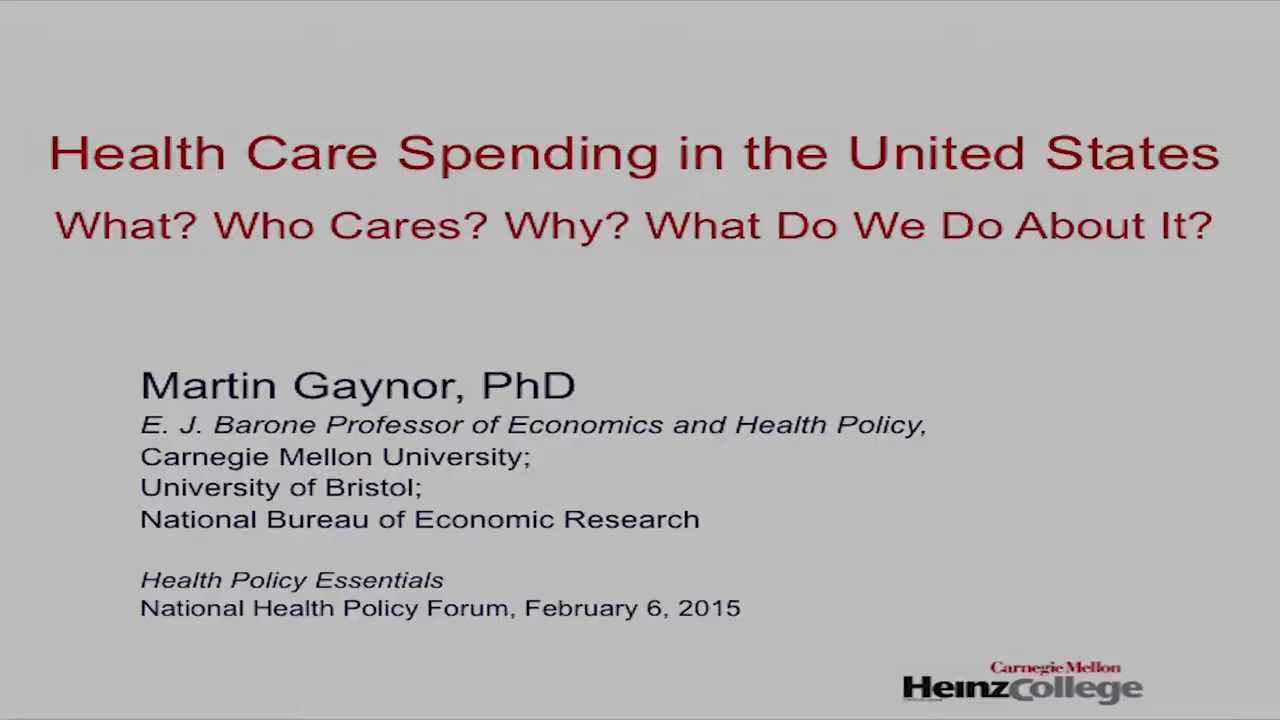 Health Care Spending in the United States
What? Who Cares? Why? What Do We Do About It?
Martin Gaynor, PhD
E. J. Barone Professor of Economics and Health Policy,
Carnegie Mellon University;
University of Bristol;
National Bureau of Economic Research
Health Policy Essentials
National Health Policy Forum, February 6, 2015
Carnegie Mellon
HeinzCollege